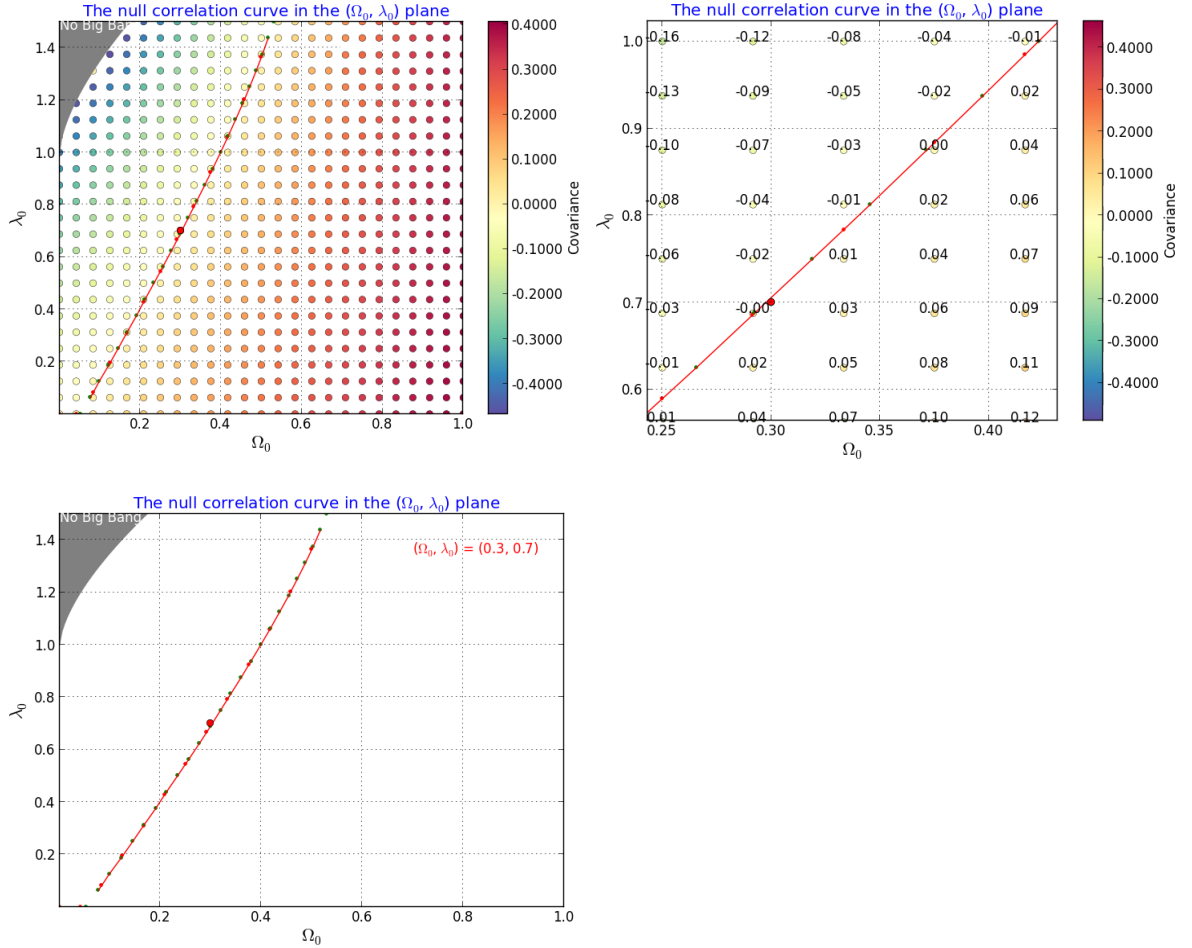 The null correlation curve in the (Ω₀, λ₀) plane
No Big Bang
1.4
1.2
1.0
0.8
0.6
0.4
0.2
λ₀
0.2
0.4
0.6
0.8
1.0
Ω₀
0.4000
0.3000
0.2000
0.1000
0.0000
-0.1000
-0.2000
-0.3000
-0.4000
Covariance
The null correlation curve in the (Ω₀, λ₀) plane
1.0
0.9
0.8
0.7
0.6
λ₀
-0.16 -0.12 -0.08 -0.04 -0.01
-0.13 -0.09 -0.05 -0.02 0.02
-0.10 -0.07 -0.03 0.00 0.04
-0.08 -0.04 -0.01 0.02 0.06
-0.06 -0.02 0.01 0.04 0.07
-0.03 -0.00 0.03 0.06 0.09
-0.01 0.02 0.05 0.08 0.11
0.01 0.04 0.07 0.10 0.12
0.25
0.30
0.35
0.40
Ω₀
0.4000
0.3000
0.2000
0.1000
0.0000
-0.1000
-0.2000
-0.3000
-0.4000
Covariance
The null correlation curve in the (Ω₀, λ₀) plane
No Big Bang
(Ω₀, λ₀) = (0.3, 0.7)
1.4
1.2
1.0
0.8
0.6
0.4
0.2
λ₀
0.2
0.4
0.6
0.8
1.0
Ω₀